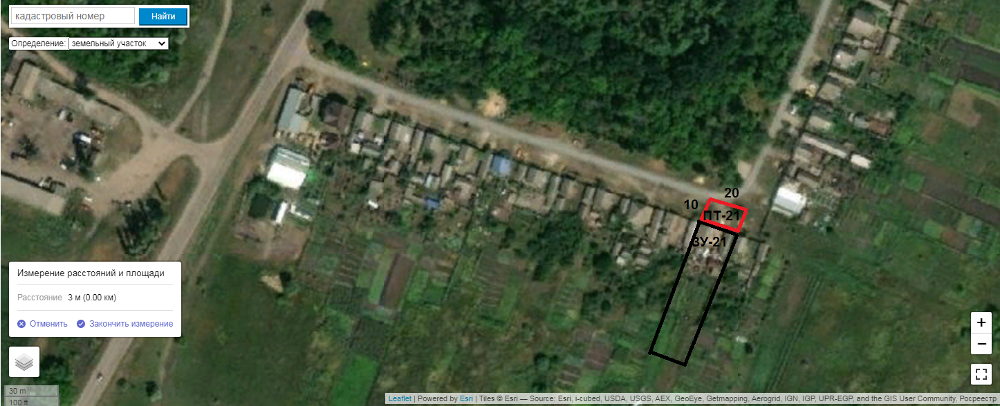 кадастровый номер
Найти
Определение: земельный участок
20
10
ПТ-21
ЗУ-21
Измерение расстояний и площади
Расстояние 3 м (0.00 км)
Отменить Закончить измерение
+
−
30 m
100 ft
Leaflet | Powered by Esri | Tiles © Esri — Source: Esri, i-cubed, USDA, USGS, AEX, GeoEye, Getmapping, Aerogrid, IGN, IGP, UPR-EGP, and the GIS User Community, Росреестр